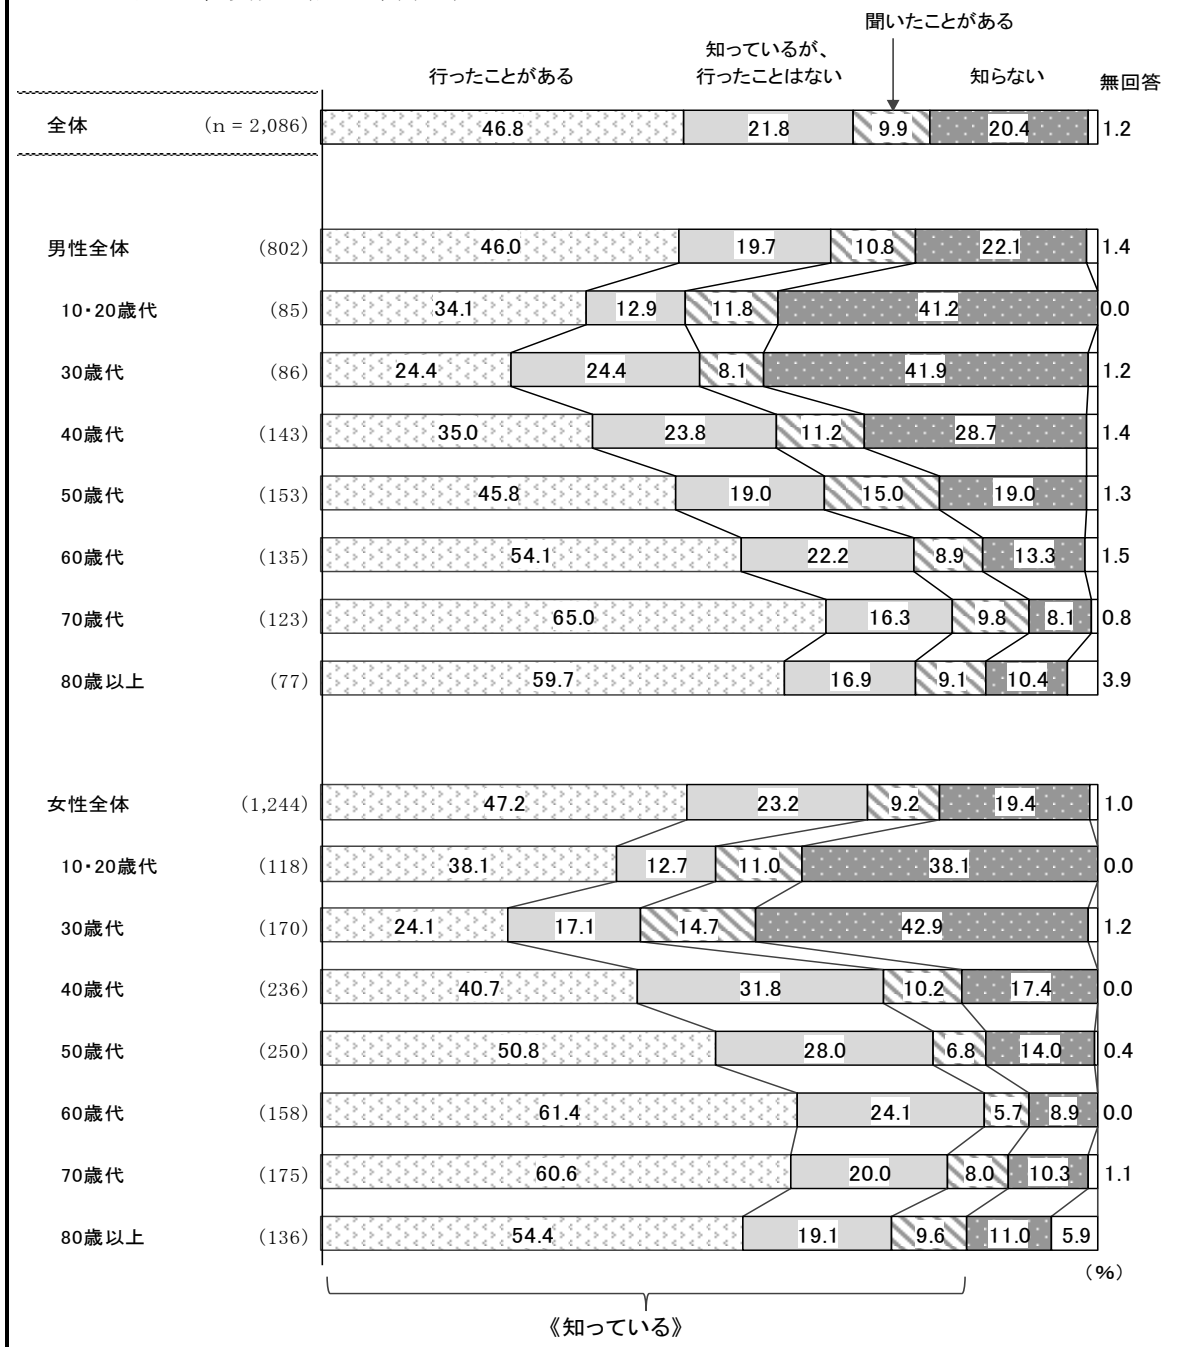 聞いたことがある
知っているが、
行ったことがある 行ったことはない 知らない 無回答
全体 (n = 2,086) 46.8 21.8 9.9 20.4 1.2
男性全体 (802) 46.0 19.7 10.8 22.1 1.4
10・20歳代 (85) 34.1 12.9 11.8 41.2 0.0
30歳代 (86) 24.4 24.4 8.1 41.9 1.2
40歳代 (143) 35.0 23.8 11.2 28.7 1.4
50歳代 (153) 45.8 19.0 15.0 19.0 1.3
60歳代 (135) 54.1 22.2 8.9 13.3 1.5
70歳代 (123) 65.0 16.3 9.8 8.1 0.8
80歳以上 (77) 59.7 16.9 9.1 10.4 3.9
女性全体 (1,244) 47.2 23.2 9.2 19.4 1.0
10・20歳代 (118) 38.1 12.7 11.0 38.1 0.0
30歳代 (170) 24.1 17.1 14.7 42.9 1.2
40歳代 (236) 40.7 31.8 10.2 17.4 0.0
50歳代 (250) 50.8 28.0 6.8 14.0 0.4
60歳代 (158) 61.4 24.1 5.7 8.9 0.0
70歳代 (175) 60.6 20.0 8.0 10.3 1.1
80歳以上 (136) 54.4 19.1 9.6 11.0 5.9
(%)
《知っている》